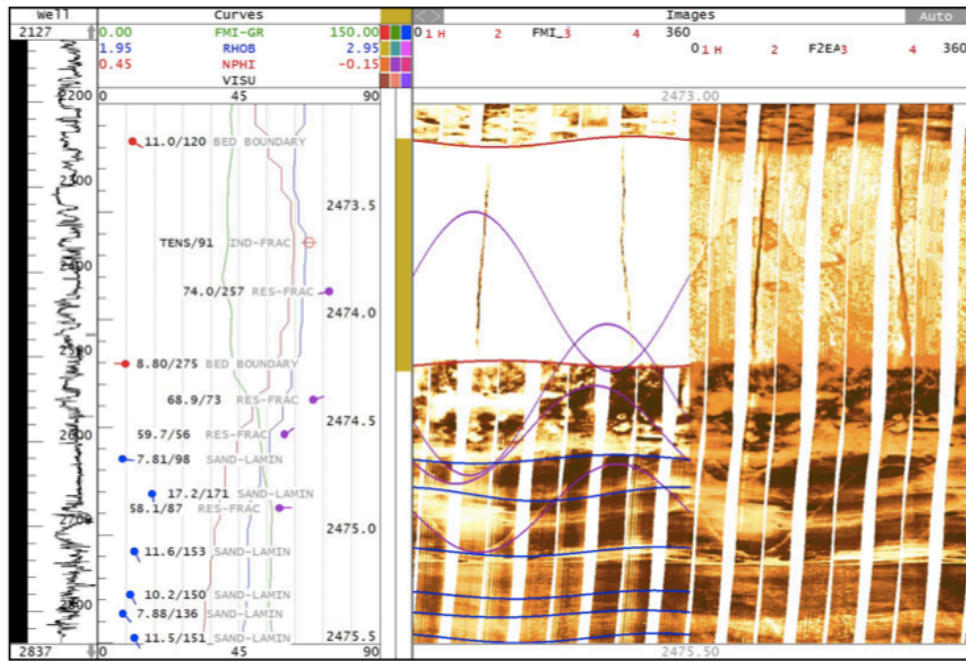 Well Curves Images Auto
2127 0.00 FMI-GR 150.00 0 1 H 2 FMI_3 4 360
1.95 RHOB 2.95 0 1 H 2 F2EA3 4 360
0.45 NPHI -0.15
VISU
2200 0 45 90 2473.00
11.0/120 BED BOUNDARY
2300
2473.5
TENS/91 IND-FRAC
2400
74.0/257 RES-FRAC
2474.0
2500
8.80/275 BED BOUNDARY
68.9/73 RES-FRAC
2474.5
2600 59.7/56 RES-FRAC
7.81/98 SAND-LAMIN
17.2/171 SAND-LAMIN
58.1/87 RES-FRAC
2700 2475.0
11.6/153 SAND-LAMIN
10.2/150 SAND-LAMIN
2800
7.88/136 SAND-LAMIN
11.5/151 SAND-LAMIN 2475.5
2837 0 45 90 2475.50